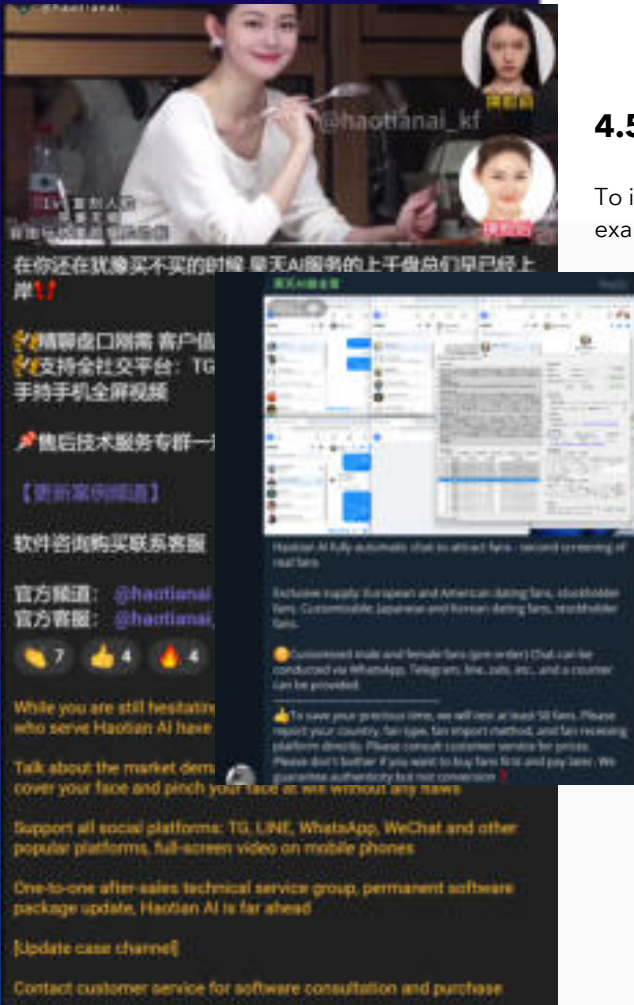 @haotianai
@haotianai_kf
4.5
To i
exa
在你还在犹豫买不买的时候 昊天AI服务的上千盘总们早已经上
岸
精聊盘口刚需 客户信
支持全社交平台：TG
手持手机全屏视频
售后技术服务专群一
【更新案例频道】
软件咨询购买联系客服
官方频道： @haotianai
官方客服： @haotianai_
7 4 4
While you are still hesitating
who serve Haotian AI have
Talk about the market dem
cover your face and pinch your face at will without any flaws
Support all social platforms: TG, LINE, WhatsApp, WeChat and other
popular platforms, full-screen video on mobile phones
One-to-one after-sales technical service group, permanent software
package update, Haotian AI is far ahead
[Update case channel]
Contact customer service for software consultation and purchase
Haotian AI fully automatic chat to attract fans - second screening of
real fans
Exclusive supply: European and American dating fans, stockholder
fans. Customizable Japanese and Korean dating fans, stockholder
fans.
Customized male and female fans (pre-order) Chat can be
conducted via WhatsApp, Telegram, line, zalo, etc., and a counter
can be provided
To save your precious time, we will test at least 50 fans. Please
report your country, fan type, fan import method, and fan receiving
platform directly. Please consult customer service for prices.
Please don't bother if you want to buy fans first and pay later. We
guarantee authenticity but not conversion